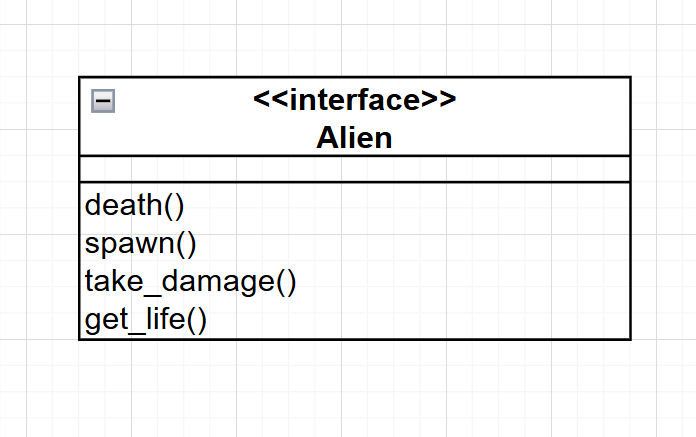 <<interface>>
Alien
death()
spawn()
take_damage()
get_life()